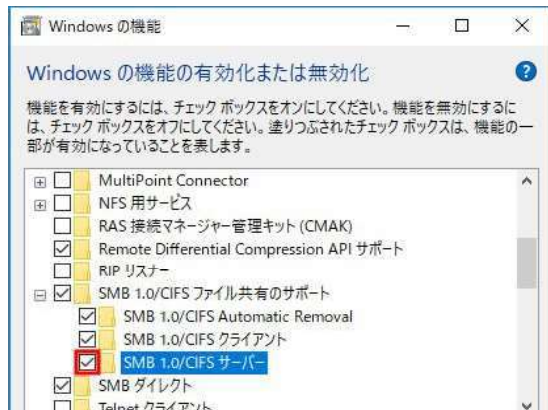 Windows の機能
Windows の機能の有効化または無効化
機能を有効にするには、チェック ボックスをオンにしてください。機能を無効にするに
は、チェック ボックスをオフにしてください。塗りつぶされたチェック ボックスは、機能の一
部が有効になっていることを表します。
MultiPoint Connector
NFS 用サービス
RAS 接続マネージャー管理キット (CMAK)
Remote Differential Compression API サポート
RIP リスナー
SMB 1.0/CIFS ファイル共有のサポート
SMB 1.0/CIFS Automatic Removal
SMB 1.0/CIFS クライアント
SMB 1.0/CIFS サーバー
SMB ダイレクト
Telnet クライアント